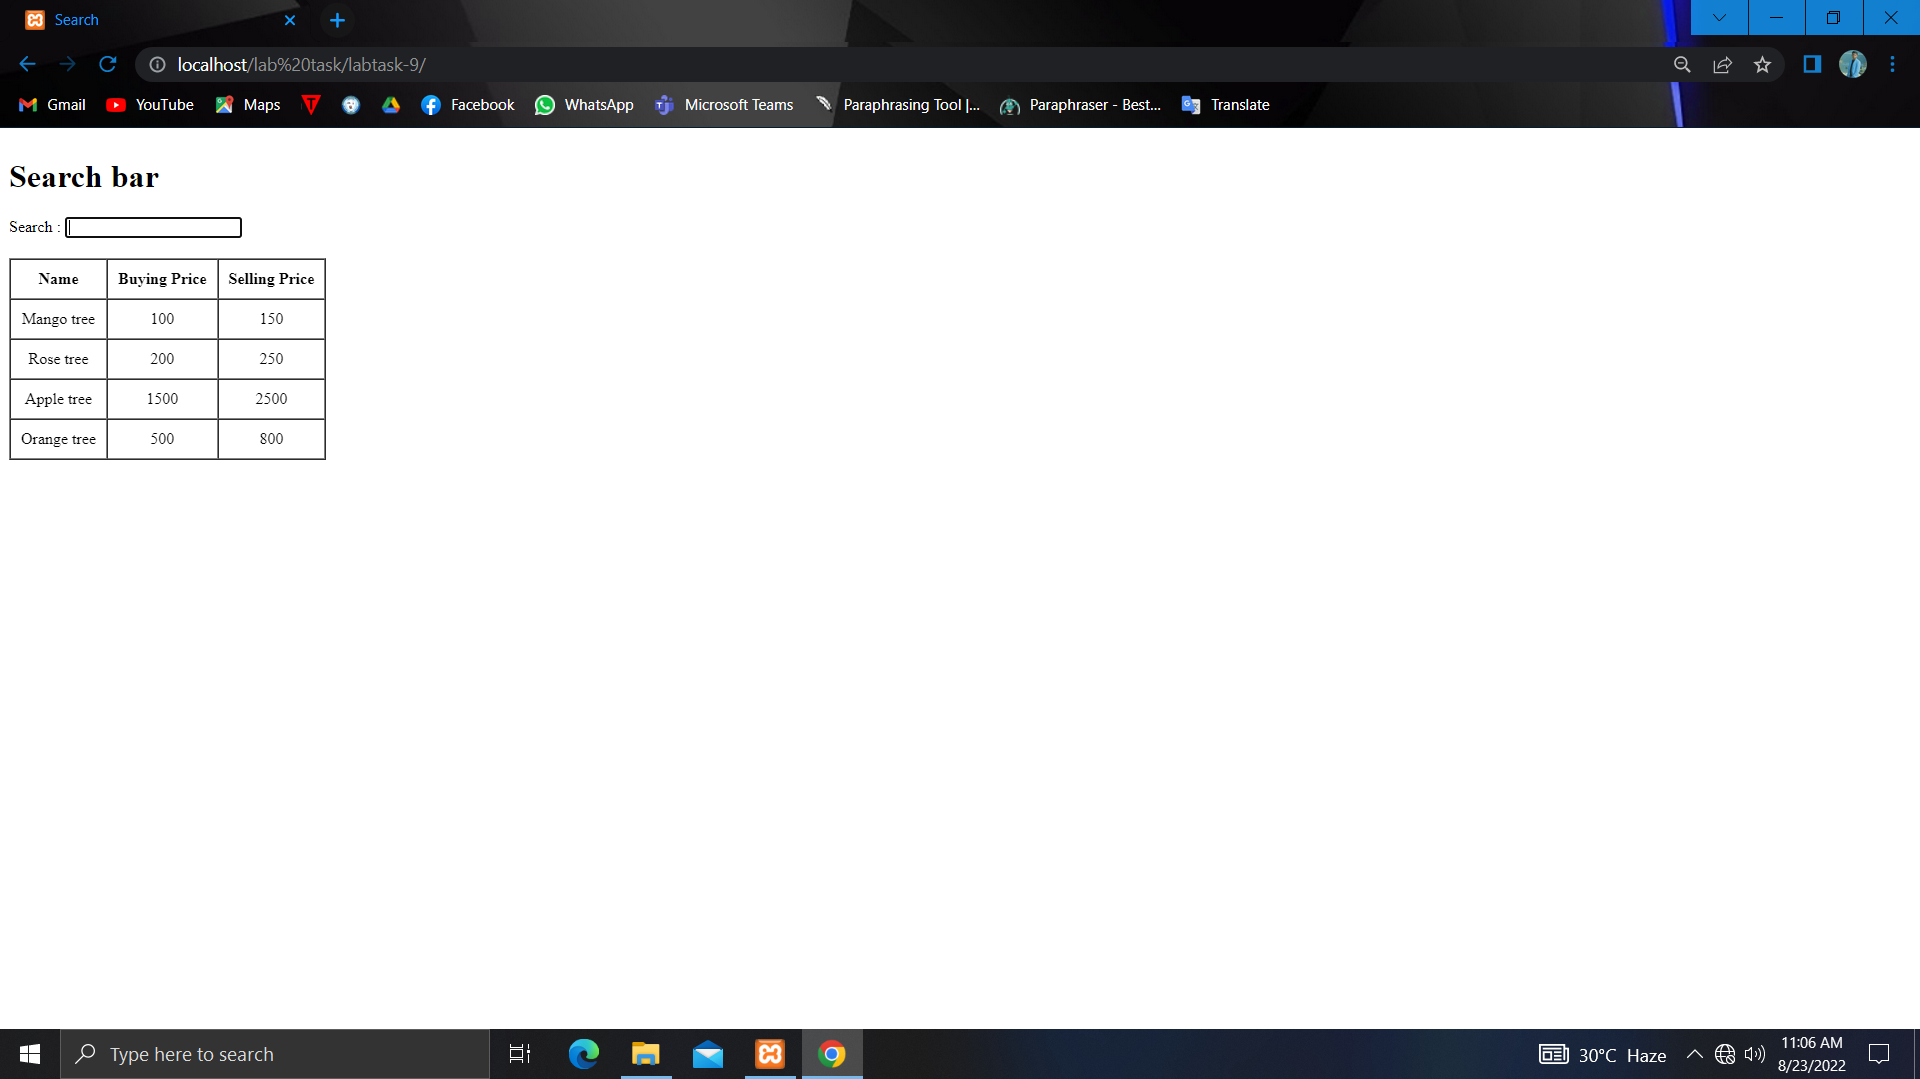 Search
localhost/lab%20task/labtask-9/
Gmail YouTube Maps Facebook WhatsApp Microsoft Teams Paraphrasing Tool |... Paraphraser - Best... Translate
Search bar
Search :
Name Buying Price Selling Price
Mango tree 100 150
Rose tree 200 250
Apple tree 1500 2500
Orange tree 500 800
Type here to search
30°C Haze
11:06 AM
8/23/2022